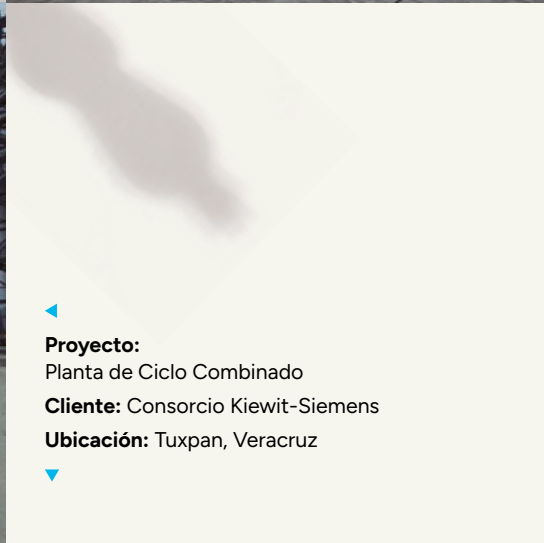 Proyecto:
Planta de Ciclo Combinado
Cliente: Consorcio Kiewit-Siemens
Ubicación: Tuxpan, Veracruz